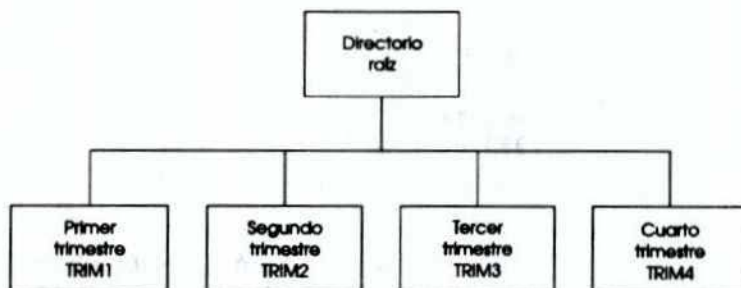 Directorio
raíz
Primer
trimestre
TRIM1
Segundo
trimestre
TRIM2
Tercer
trimestre
TRIM3
Cuarto
trimestre
TRIM4